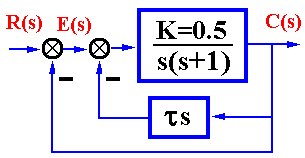 R(s)
E(s)
K=0.5
s(s+1)
C(s)
−
−
τs